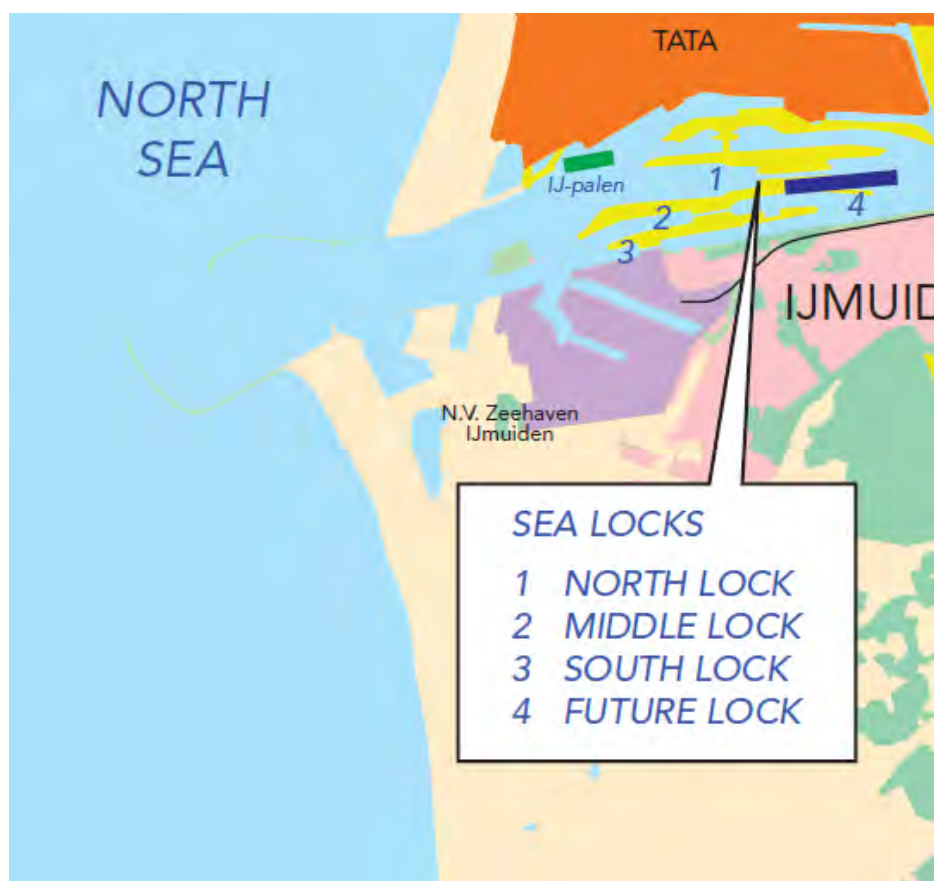 NORTH
SEA
TATA
IJ-palen
1
2
4
3
IJMUID
N.V. Zeehaven
IJmuiden
SEA LOCKS
1 NORTH LOCK
2 MIDDLE LOCK
3 SOUTH LOCK
4 FUTURE LOCK